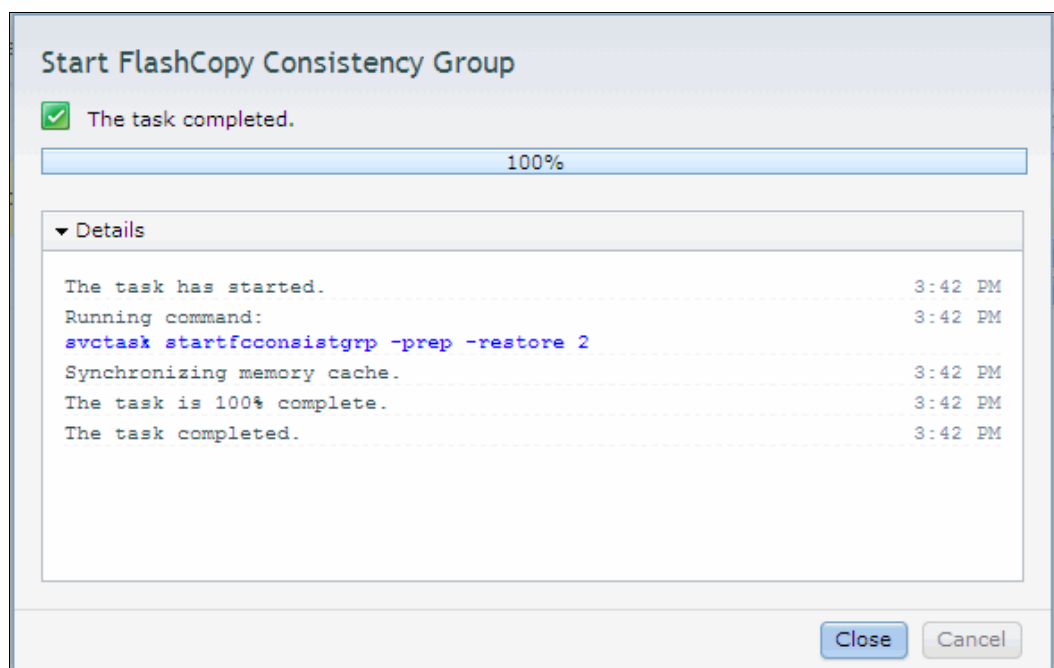 Start FlashCopy Consistency Group
The task completed.
100%
Details
The task has started. 3:42 PM
Running command: 3:42 PM
svctask startfcconsistgrp -prep -restore 2
Synchronizing memory cache. 3:42 PM
The task is 100% complete. 3:42 PM
The task completed. 3:42 PM
Close Cancel